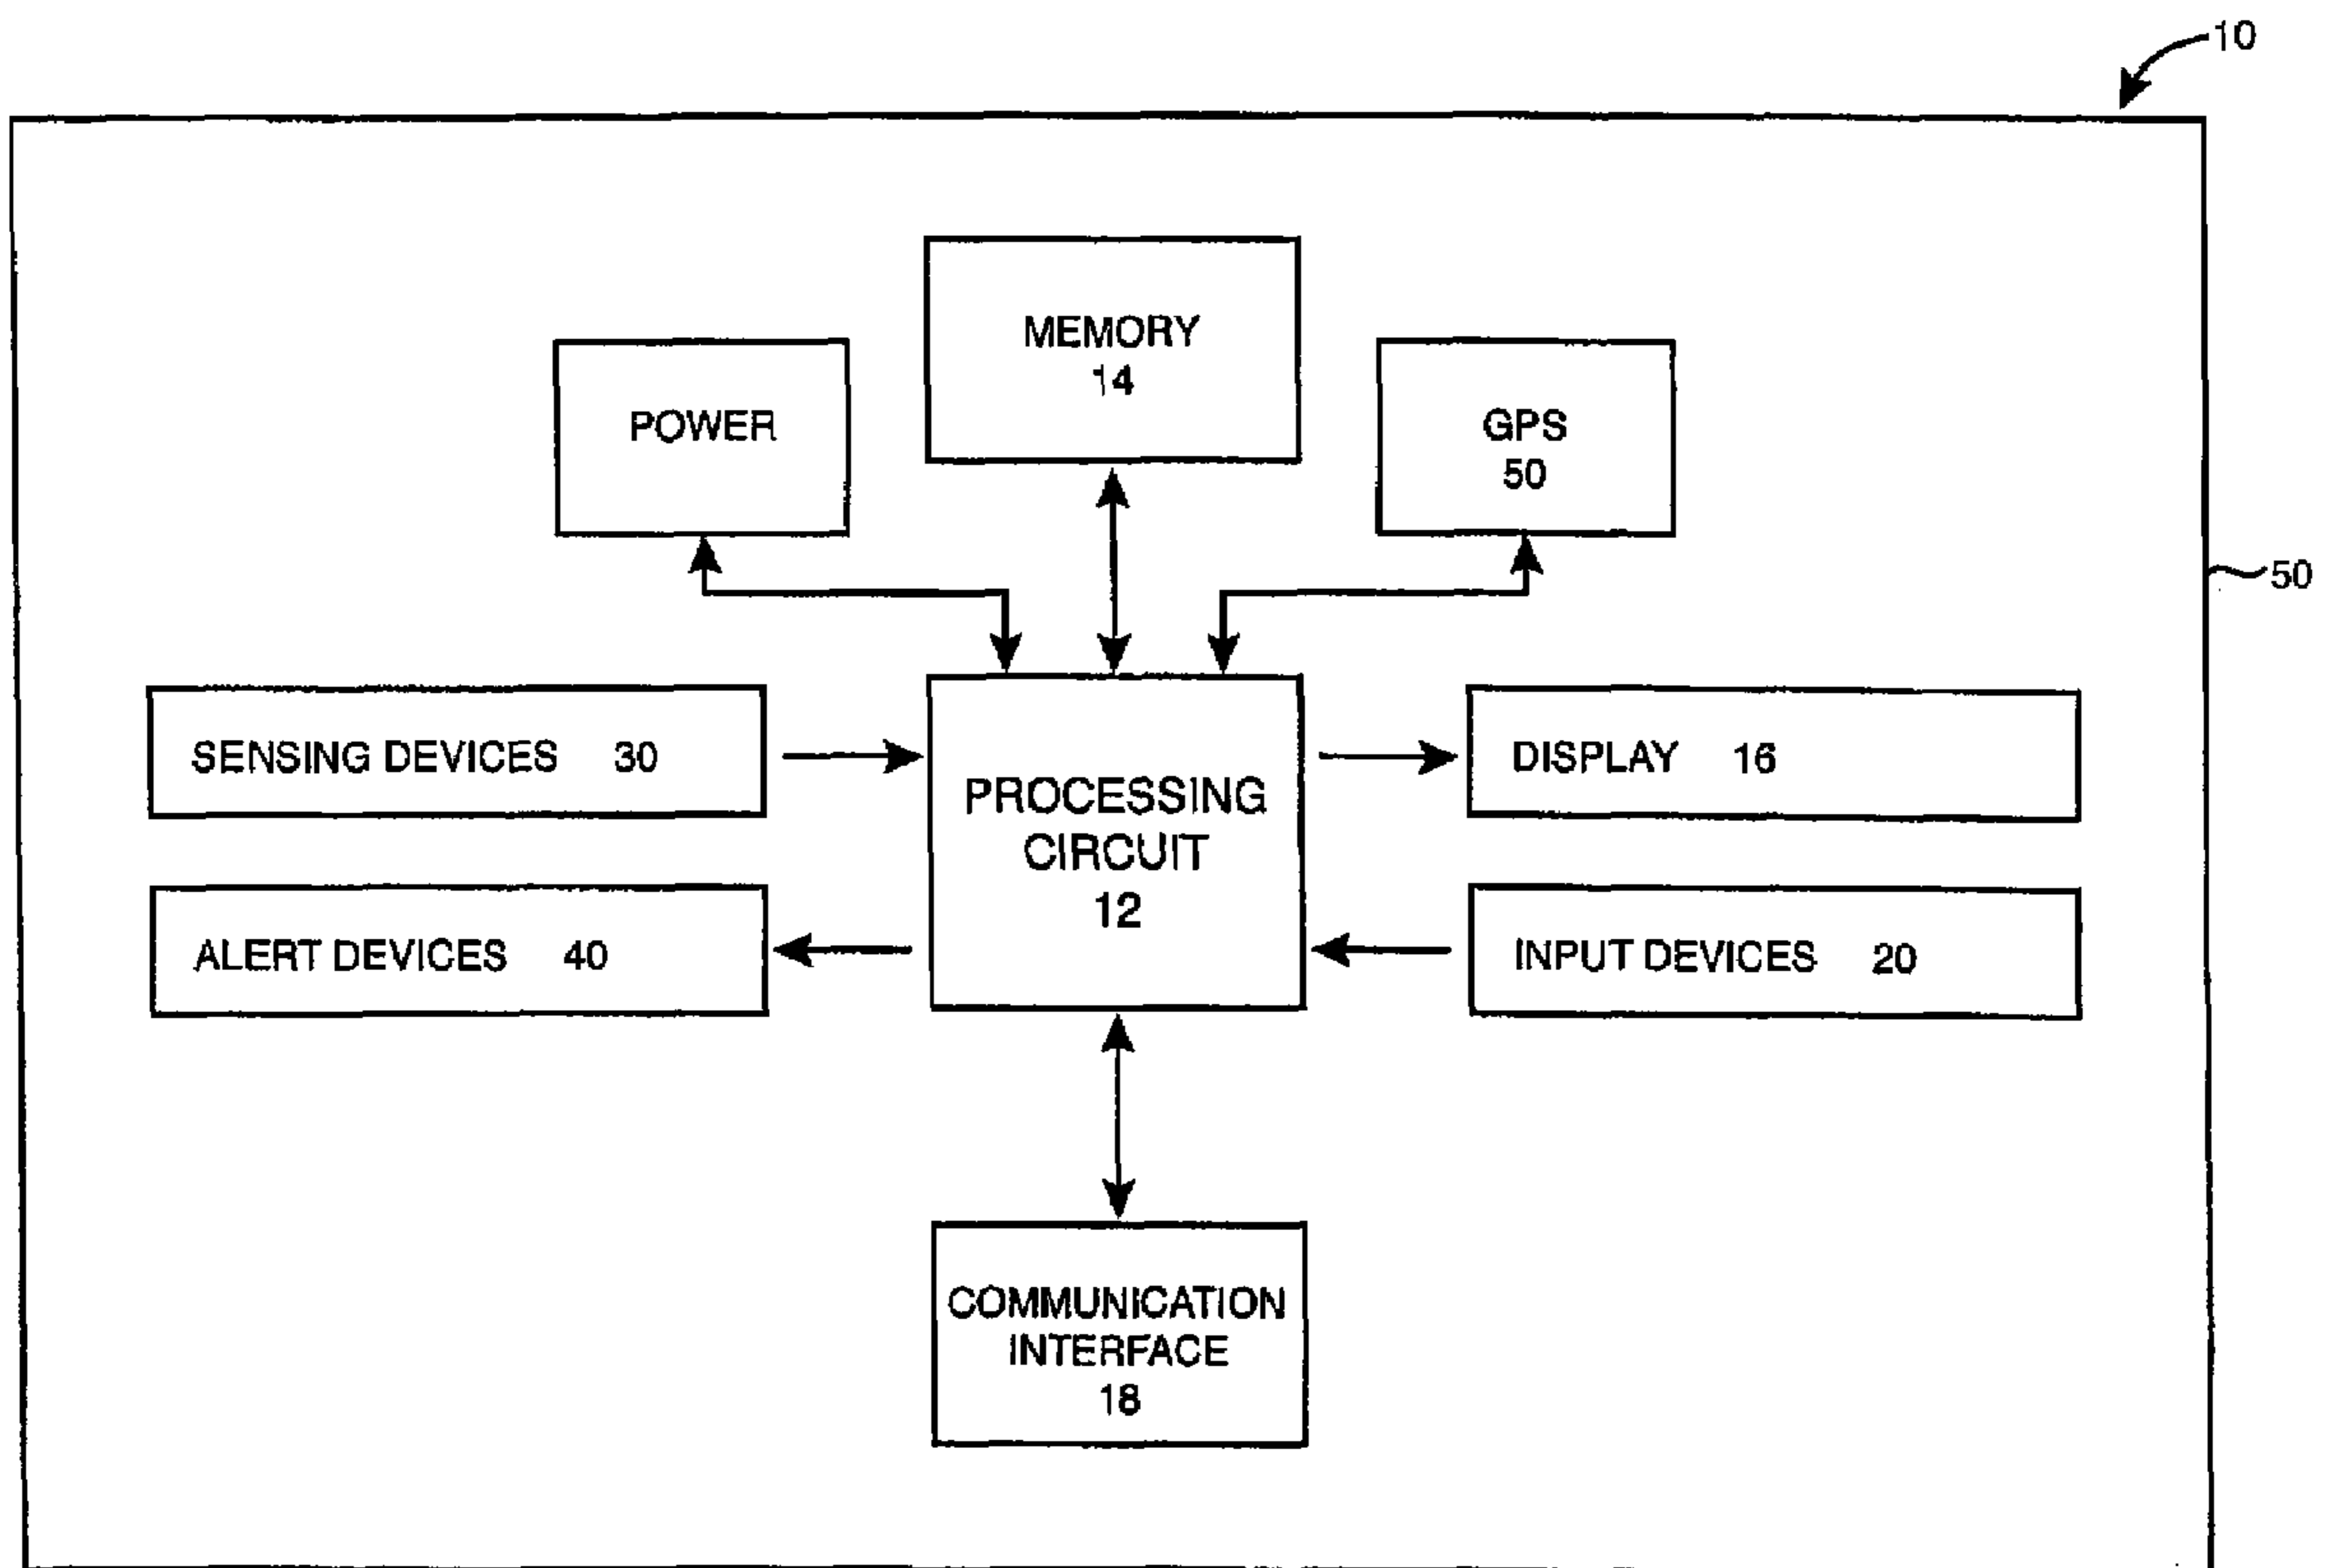 10
MEMORY
14
POWER
GPS
50
50
SENSING DEVICES 30
PROCESSING
CIRCUIT
12
DISPLAY 16
ALERT DEVICES 40
INPUT DEVICES 20
COMMUNICATION
INTERFACE
18